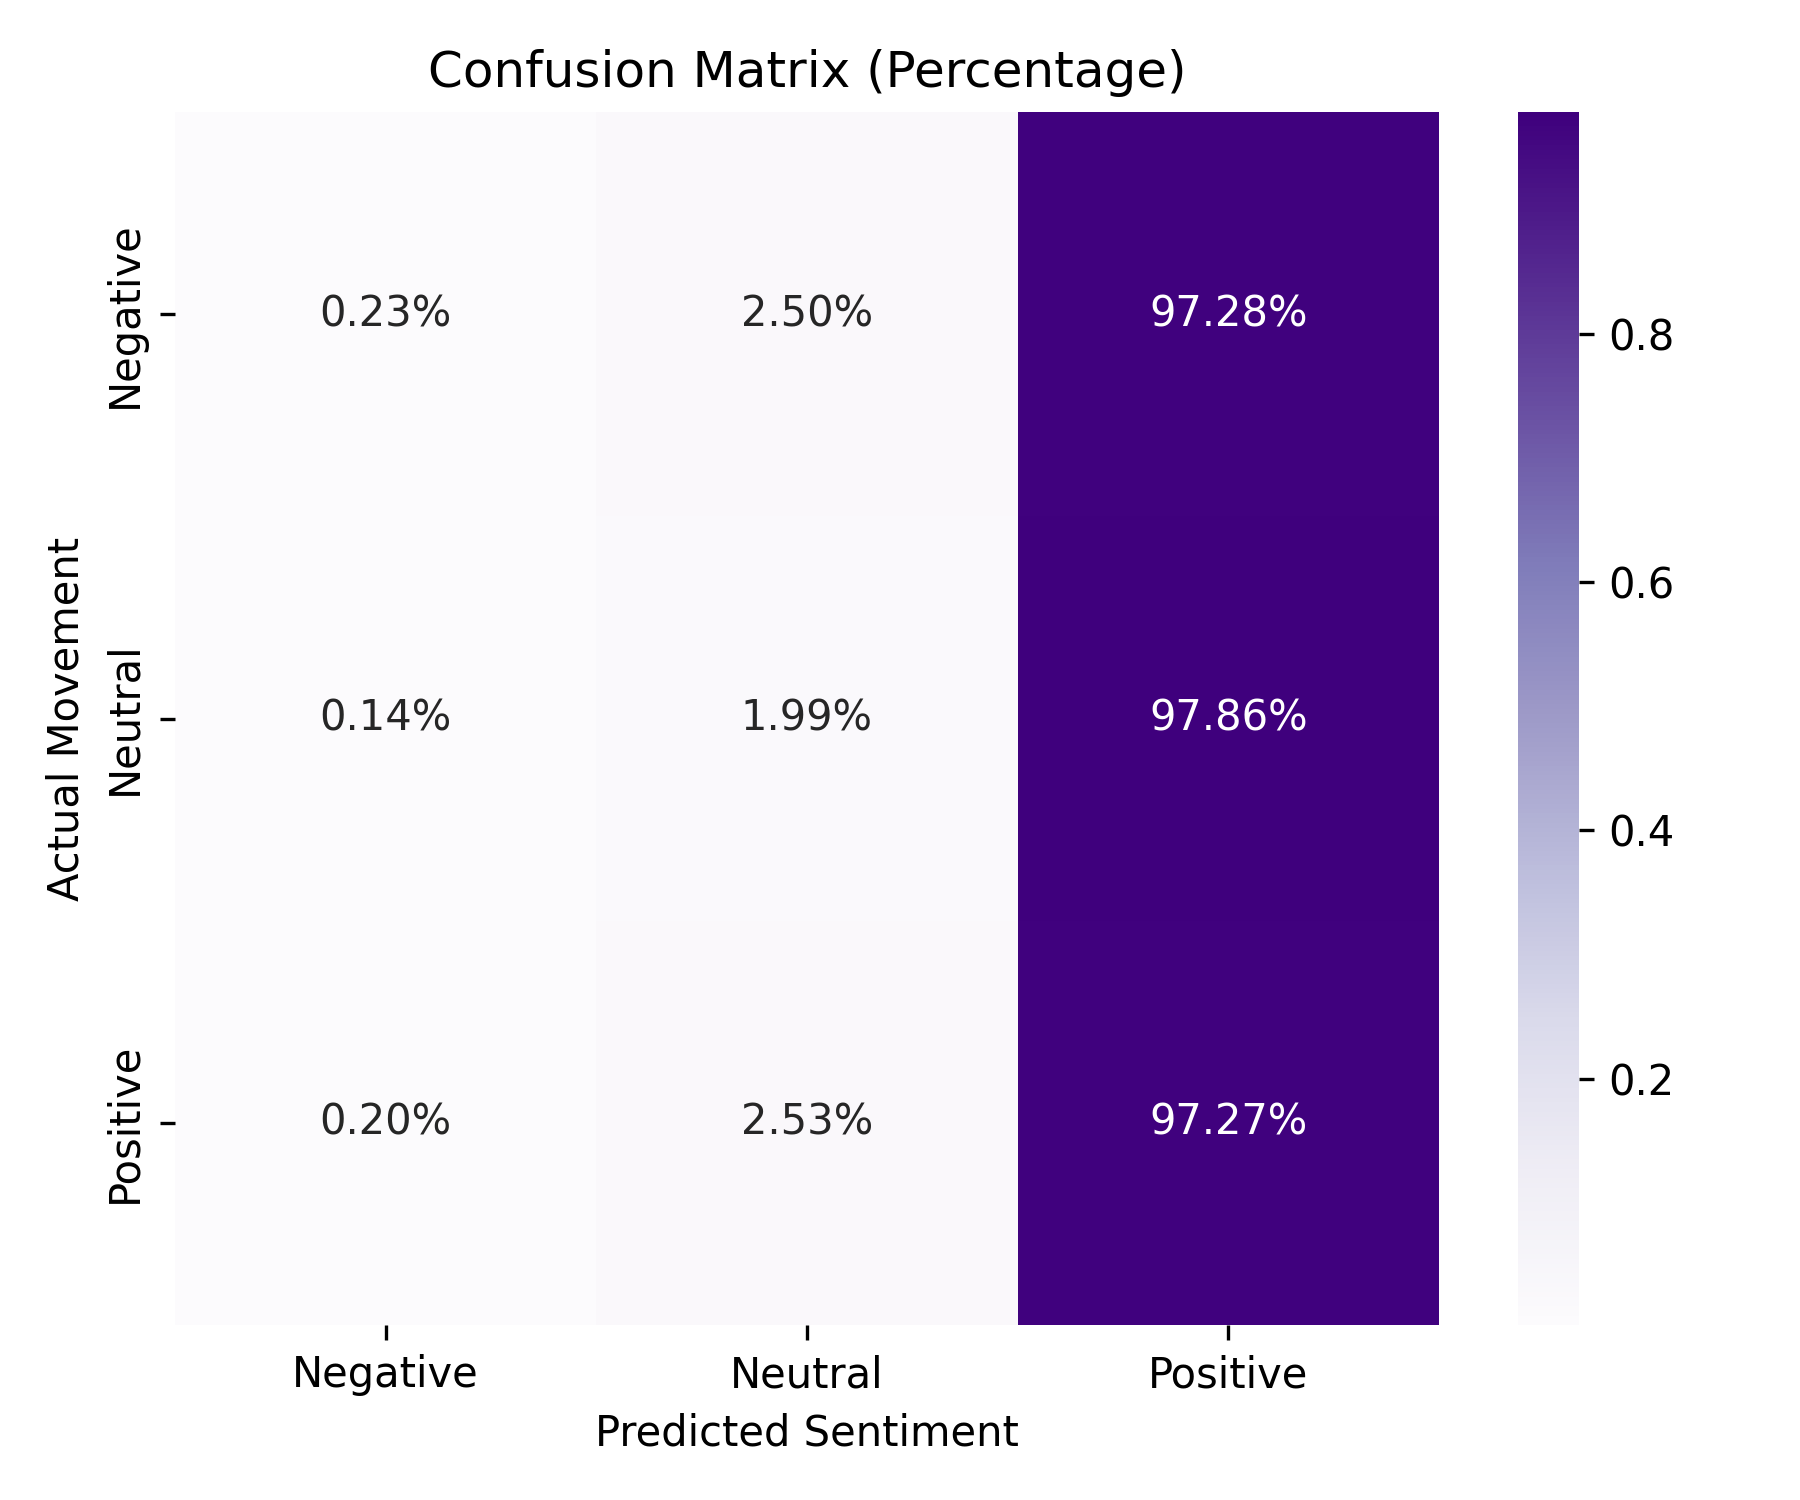 Confusion Matrix (Percentage)
Actual Movement
Negative
0.23%
2.50%
97.28%
Neutral
0.14%
1.99%
97.86%
Positive
0.20%
2.53%
97.27%
Negative
Neutral
Positive
Predicted Sentiment
0.8
0.6
0.4
0.2